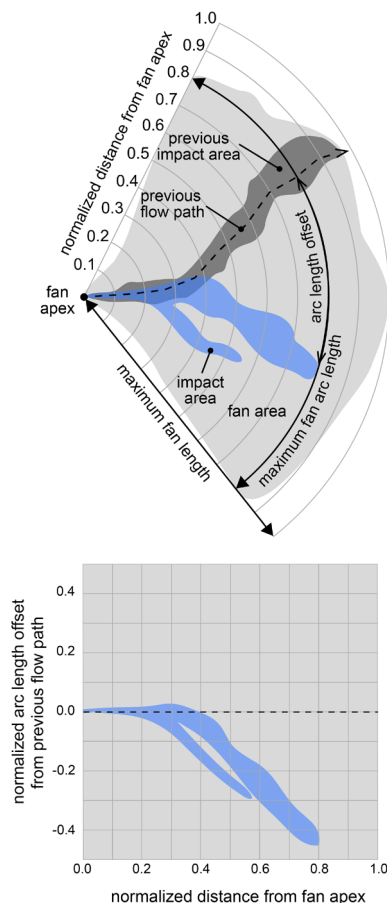 1.0
0.9
0.8
0.7
0.6
0.5
0.4
0.3
0.2
0.1
normalized distance from fan apex
previous
impact area
previous
flow path
fan
apex
arc length offset
impact
area
fan area
maximum fan length
maximum fan arc length
0.4
0.2
0.0
-0.2
-0.4
normalized arc length offset
from previous flow path
0.0 0.2 0.4 0.6 0.8 1.0
normalized distance from fan apex